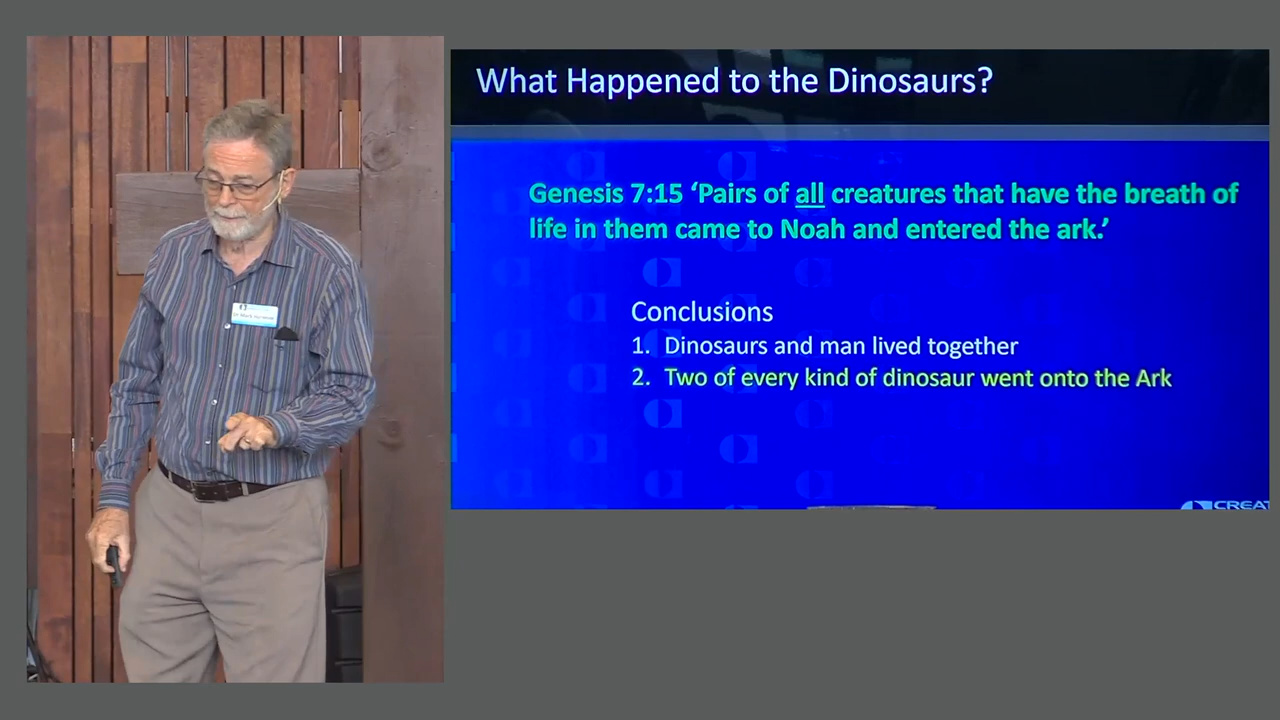 What Happened to the Dinosaurs?
Genesis 7:15 ‘Pairs of all creatures that have the breath of
life in them came to Noah and entered the ark.’
Conclusions
1. Dinosaurs and man lived together
2. Two of every kind of dinosaur went onto the Ark
CREAT
Dr Mark